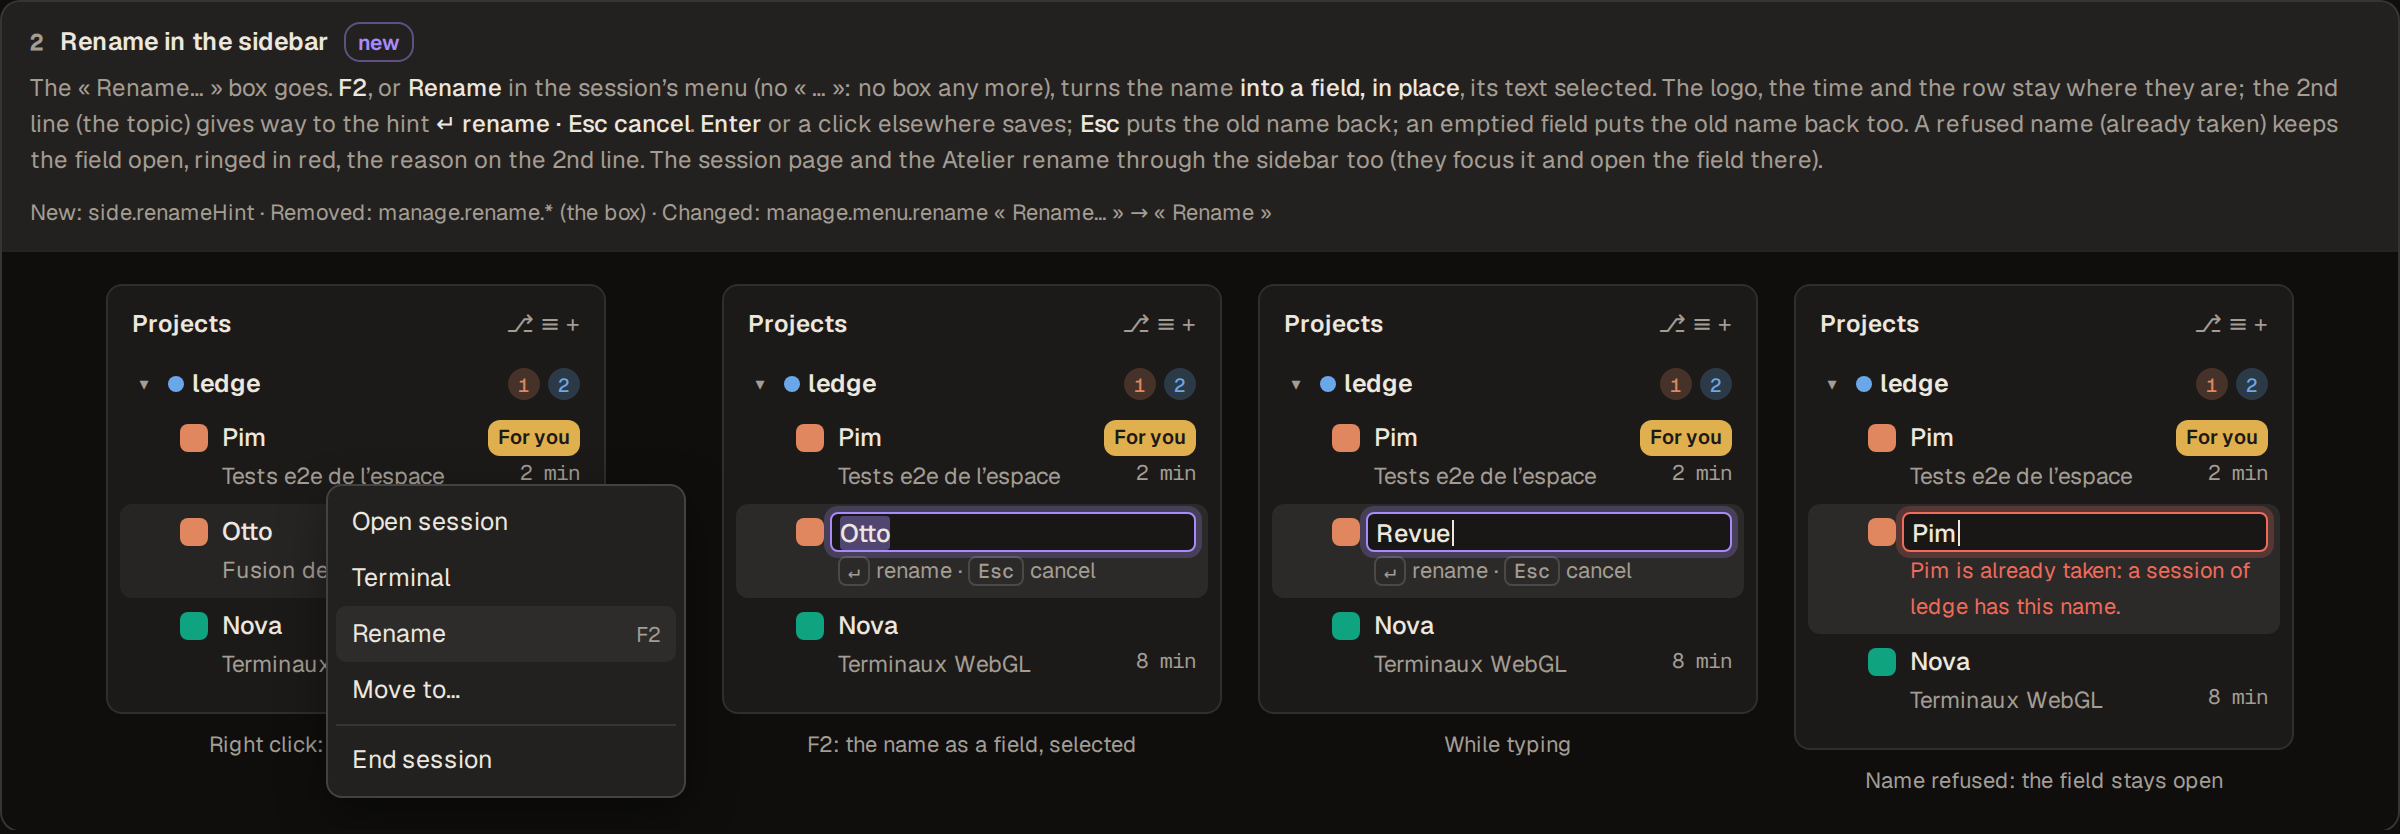 2 Rename in the sidebar new
The « Rename… » box goes. F2, or Rename in the session’s menu (no « … »: no box any more), turns the name into a field, in place, its text selected. The logo, the time and the row stay where they are; the 2nd
line (the topic) gives way to the hint ↵ rename · Esc cancel. Enter or a click elsewhere saves; Esc puts the old name back; an emptied field puts the old name back too. A refused name (already taken) keeps
the field open, ringed in red, the reason on the 2nd line. The session page and the Atelier rename through the sidebar too (they focus it and open the field there).
New: side.renameHint · Removed: manage.rename.* (the box) · Changed: manage.menu.rename « Rename… » → « Rename »
Projects
ledge 1 2
Pim For you
Tests e2e de l’espace 2 min
Otto
Fusion de
Nova
Terminaux
Open session
Terminal
Rename F2
Move to…
End session
Right click:
Projects
ledge 1 2
Pim For you
Tests e2e de l’espace 2 min
Otto
↵ rename · Esc cancel
Nova
Terminaux WebGL 8 min
F2: the name as a field, selected
Projects
ledge 1 2
Pim For you
Tests e2e de l’espace 2 min
Revue
↵ rename · Esc cancel
Nova
Terminaux WebGL 8 min
While typing
Projects
ledge 1 2
Pim For you
Tests e2e de l’espace 2 min
Pim
Pim is already taken: a session of
ledge has this name.
Nova
Terminaux WebGL 8 min
Name refused: the field stays open